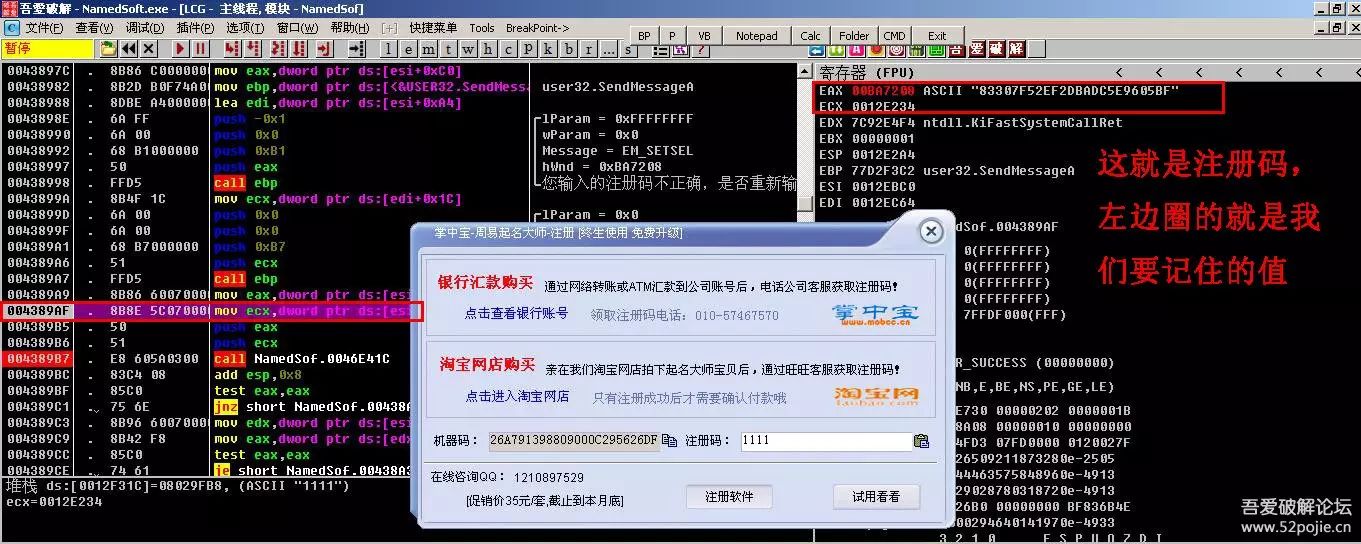 吾爱破解 - NamedSoft.exe - [LCG - 主线程, 模块 - NamedSof]
文件(F) 查看(V) 调试(D) 插件(P) 选项(T) 窗口(W) 帮助(H) [+] 快捷菜单 Tools BreakPoint->
BP P VB Notepad Calc Folder CMD Exit
暂停
l e m t w h c p k b r ... s
吾 爱 破 解
0043897C . 8B86 C0000000 mov eax,dword ptr ds:[esi+0xC0]
00438982 . 8B2D B0F74A00 mov ebp,dword ptr ds:[<&USER32.SendMess
user32.SendMessageA
00438988 . 8DBE A4000000 lea edi,dword ptr ds:[esi+0xA4]
0043898E . 6A FF push -0x1
lParam = 0xFFFFFFFF
00438990 . 6A 00 push 0x0
wParam = 0x0
00438992 . 68 B1000000 push 0xB1
Message = EM_SETSEL
00438997 . 50 push eax
hWnd = 0xBA7208
00438998 . FFD5 call ebp
您输入的注册码不正确，是否重新输
0043899A . 8B4F 1C mov ecx,dword ptr ds:[edi+0x1C]
0043899D . 6A 00 push 0x0
lParam = 0x0
0043899F . 6A 00 push 0x0
004389A1 . 68 B7000000 push 0xB7
004389A6 . 51 push ecx
004389A7 . FFD5 call ebp
004389A9 . 8B86 60070000 mov eax,dword ptr ds:[esi
004389AF . 8B8E 5C070000 mov ecx,dword ptr ds:[esi
004389B5 . 50 push eax
004389B6 . 51 push ecx
004389B7 . E8 605A0300 call NamedSof.0046E41C
004389BC . 83C4 08 add esp,0x8
004389BF . 85C0 test eax,eax
004389C1 . 75 6E jnz short NamedSof.00438A
004389C3 . 8B96 60070000 mov edx,dword ptr ds:[esi
004389C9 . 8B42 F8 mov eax,dword ptr ds:[edx
004389CC . 85C0 test eax,eax
004389CE . 74 61 je short NamedSof.00438A3
堆栈 ds:[0012F31C]=08029FB8, (ASCII "1111")
ecx=0012E234
掌中宝-周易起名大师-注册 [终生使用 免费升级]
银行汇款购买 通过网络转账或ATM汇款到公司账号后，电话公司客服获取注册码！
点击查看银行账号 领取注册码电话：010-57467570
掌中宝
www.mobcc.cn
淘宝网店购买 亲在我们淘宝网店拍下起名大师宝贝后，通过旺旺客服获取注册码！
点击进入淘宝网店 只有注册成功后才需要确认付款哦
淘宝网
taobao.com
机器码： 26A791398809000C295626DF 注册码： 1111
在线咨询QQ： 1210897529
[促销价35元/套,截止到本月底]
注册软件 试用看看
寄存器 (FPU) < < < < < < <
EAX 00BA7208 ASCII "83307F52EF2DBADC5E9605BF"
ECX 0012E234
EDX 7C92E4F4 ntdll.KiFastSystemCallRet
EBX 00000001
ESP 0012E2A4
EBP 77D2F3C2 user32.SendMessageA
ESI 0012EBC0
EDI 0012EC64
dSof.004389AF
0(FFFFFFFF)
0(FFFFFFFF)
0(FFFFFFFF)
0(FFFFFFFF)
7FFDF000(FFF)
R_SUCCESS (00000000)
NB,E,BE,NS,PE,GE,LE)
E730 00000202 0000001B
8A08 00000010 00000000
4FD3 07FD0000 0120027F
26509211873280e-2505
44463575848960e-4913
29028780318720e-4913
26B0 00000000 BF836B4E
00294640141970e-4933
3 2 1 0 E S P U O Z D I
这就是注册码，
左边圈的就是我
们要记住的值
吾爱破解论坛
www.52pojie.cn